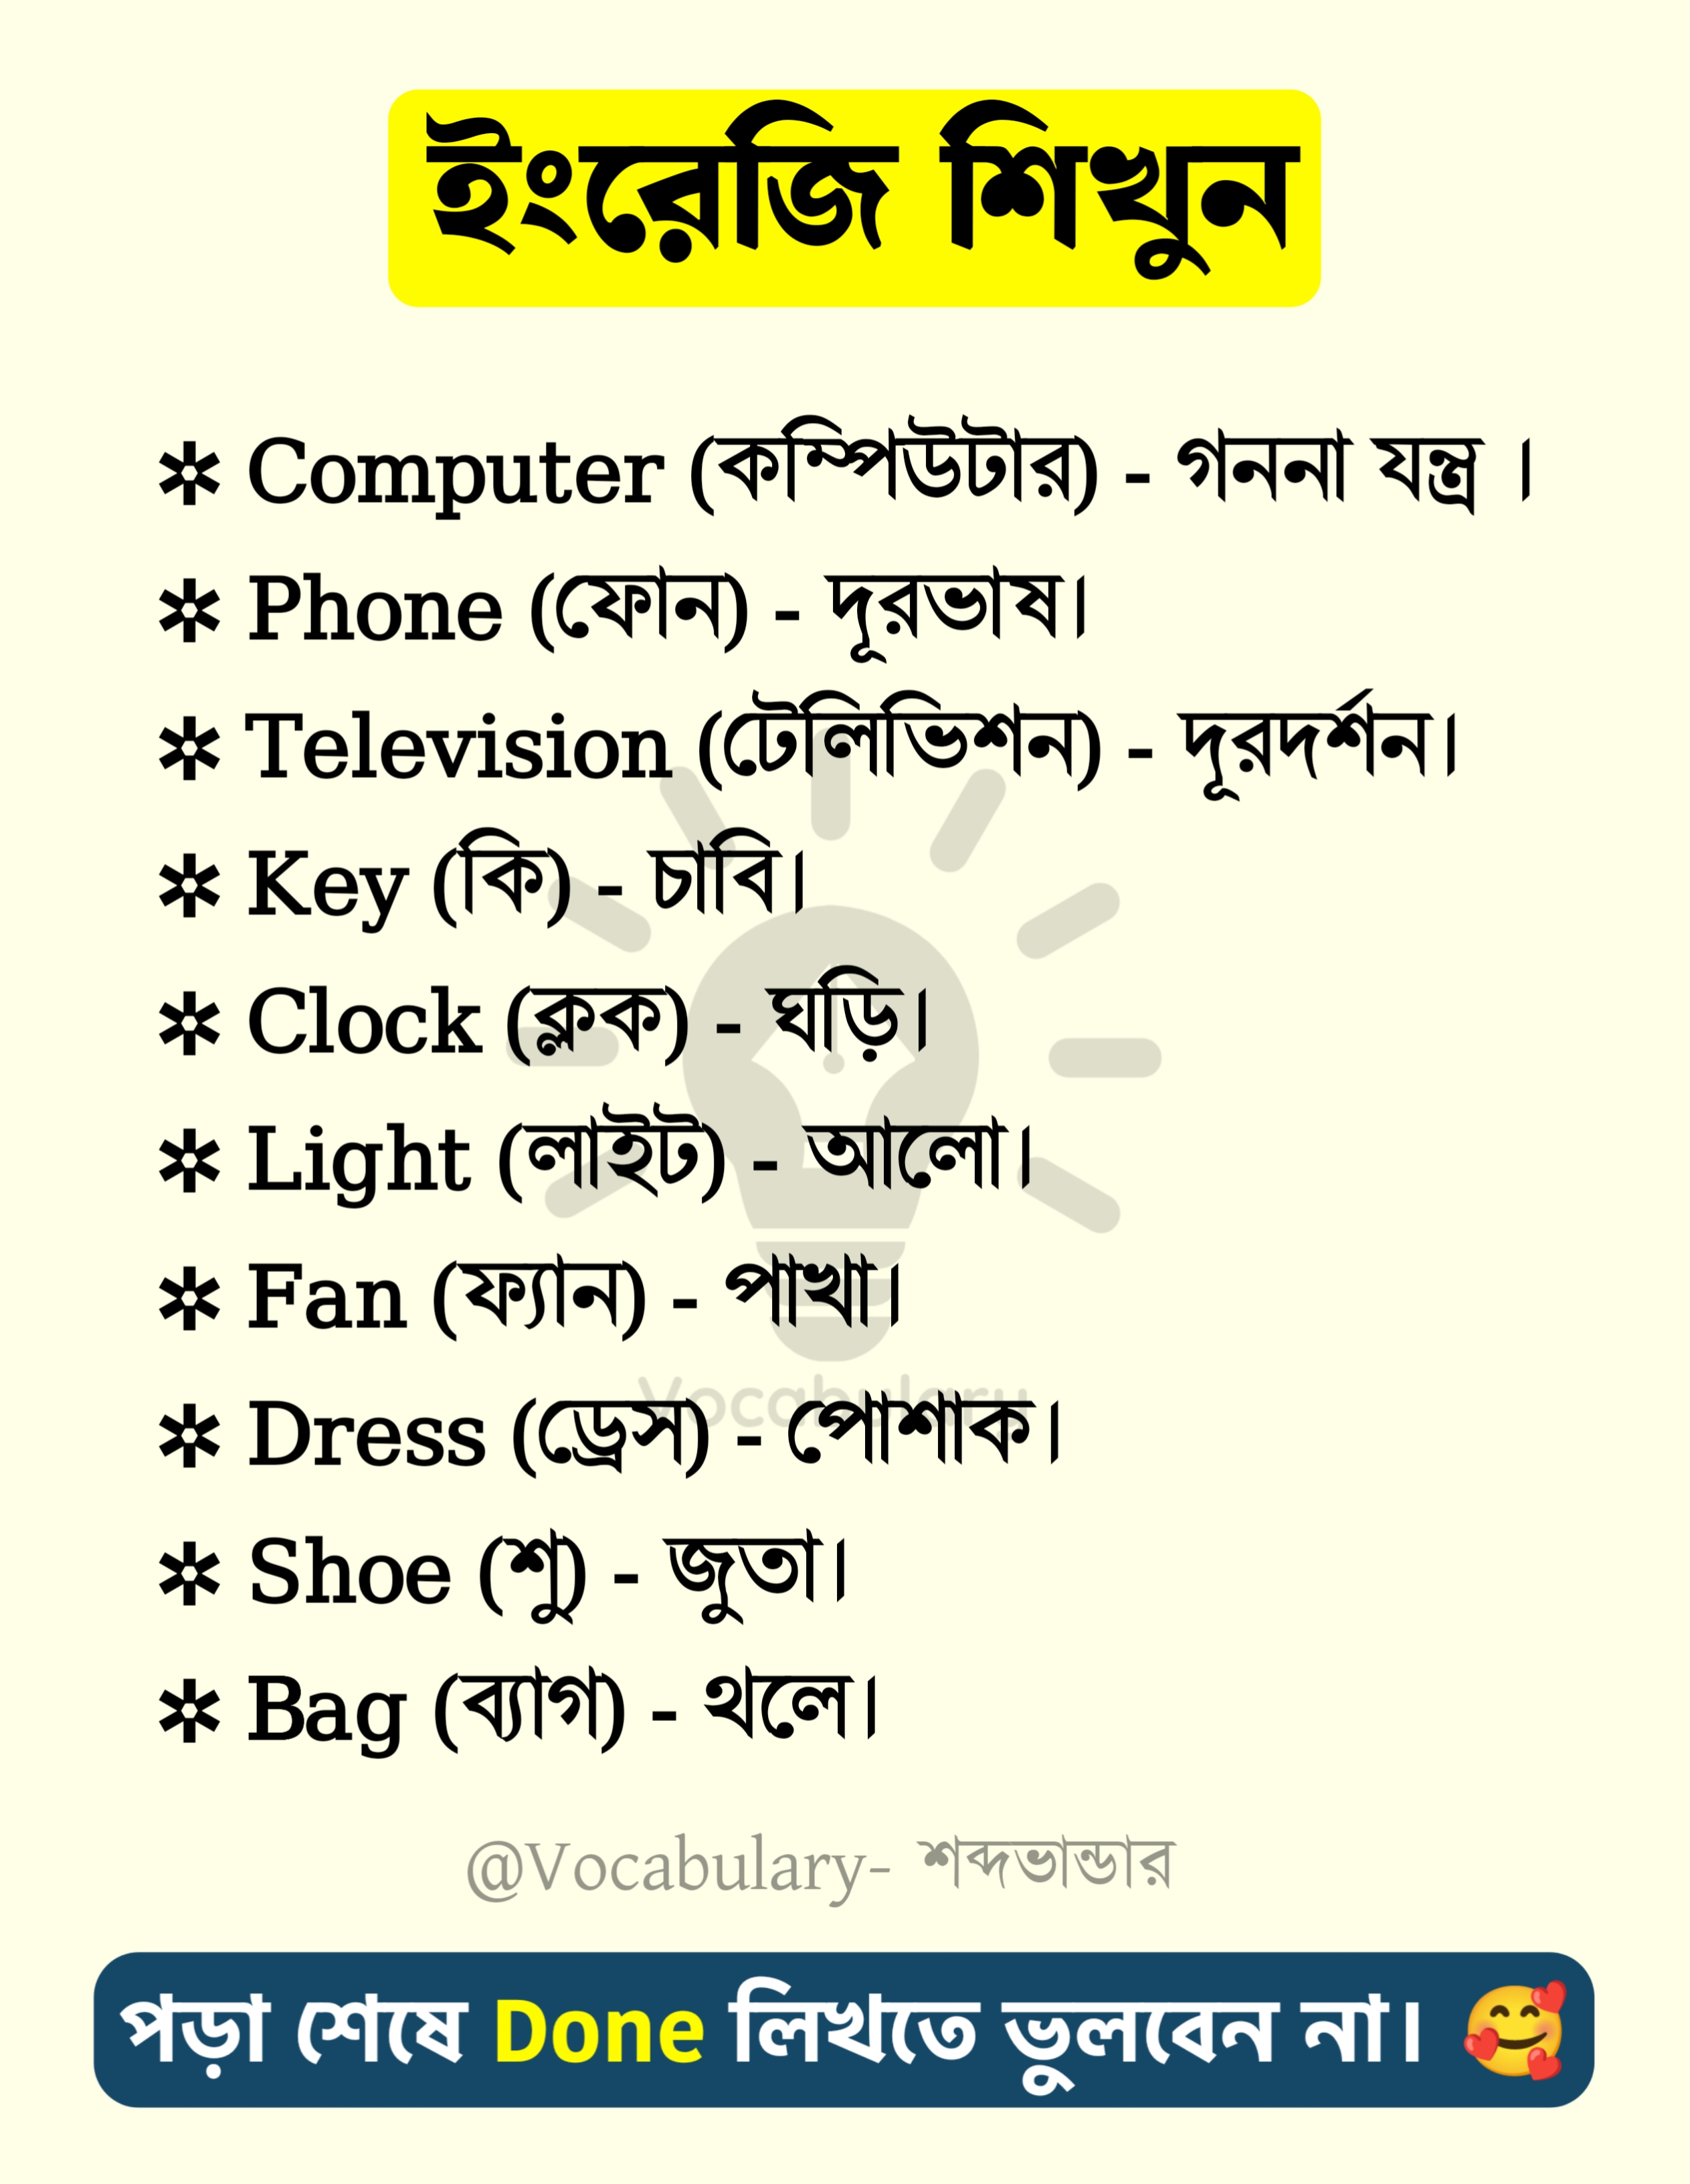 ইংরেজি শিখুন
* Computer (কম্পিউটার) - গননা যন্ত্র ।
* Phone (ফোন) - দূরভাষ।
* Television (টেলিভিশন) - দূরদর্শন।
* Key (কি) - চাবি।
* Clock (ক্লক) - ঘড়ি।
* Light (লাইট) - আলো।
* Fan (ফ্যান) - পাখা।
Vocabulary
* Dress (ড্রেস) - পোশাক।
* Shoe (শু) - জুতা।
* Bag (ব্যাগ) - থলে।
@Vocabulary- শব্দভাডার
পড়া শেষে Done লিখতে ভুলবেন না। 🥰